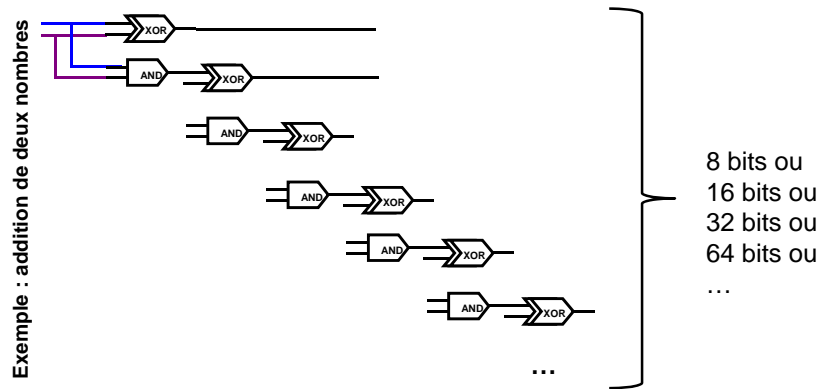 Exemple : addition de deux nombres
XOR
AND
XOR
AND
XOR
AND
XOR
AND
XOR
AND
XOR
...
8 bits ou
16 bits ou
32 bits ou
64 bits ou
...